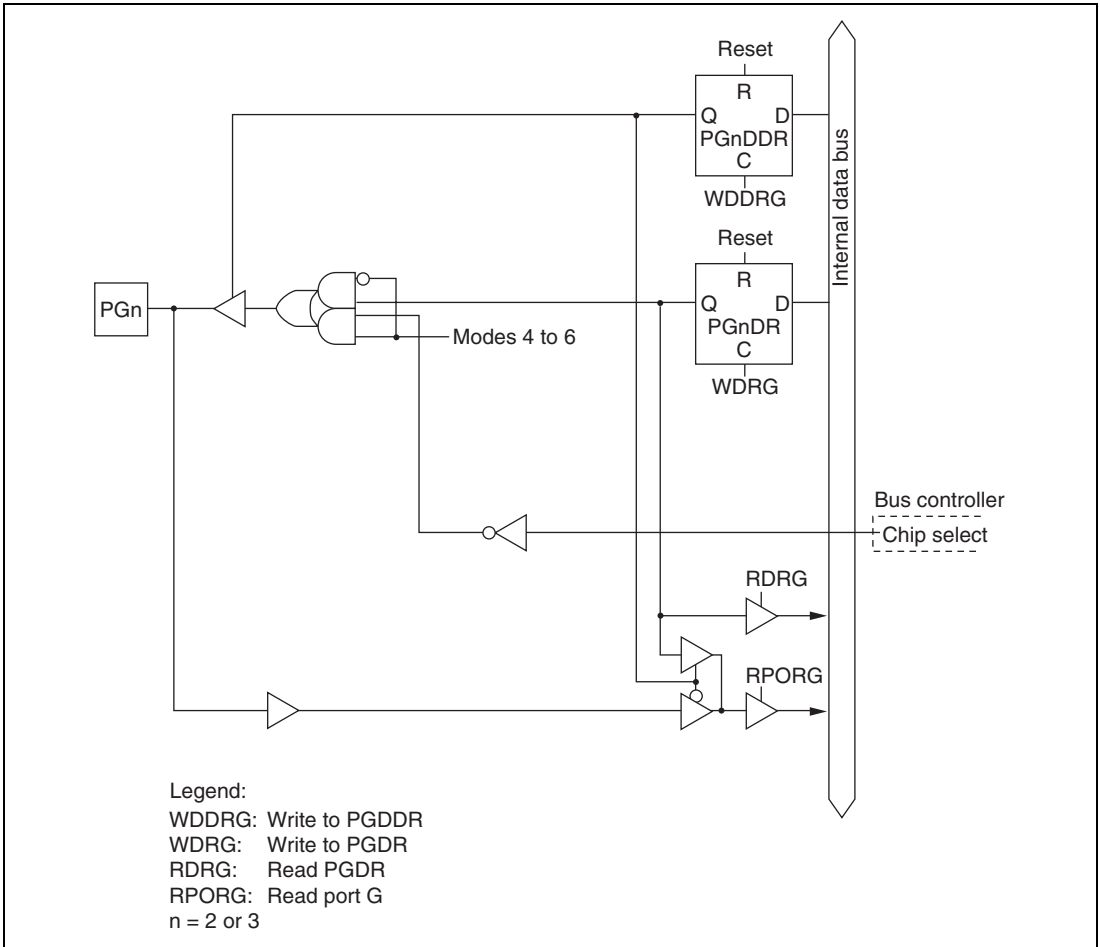 Reset
R
Q D
PGnDDR
C
WDDRG
Internal data bus
Reset
R
Q D
PGnDR
C
WDRG
PGn
Modes 4 to 6
Bus controller
Chip select
RDRG
RPORG
Legend:
WDDRG: Write to PGDDR
WDRG: Write to PGDR
RDRG: Read PGDR
RPORG: Read port G
n = 2 or 3